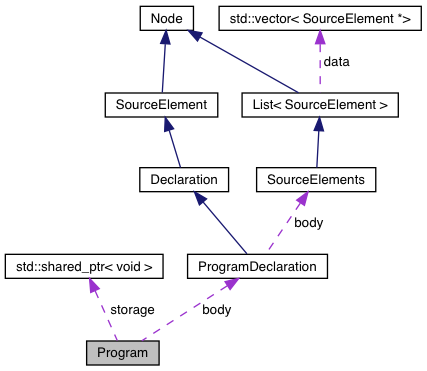 Node
std::vector< SourceElement *>
data
SourceElement
List< SourceElement >
Declaration
SourceElements
body
std::shared_ptr< void >
ProgramDeclaration
storage
body
Program